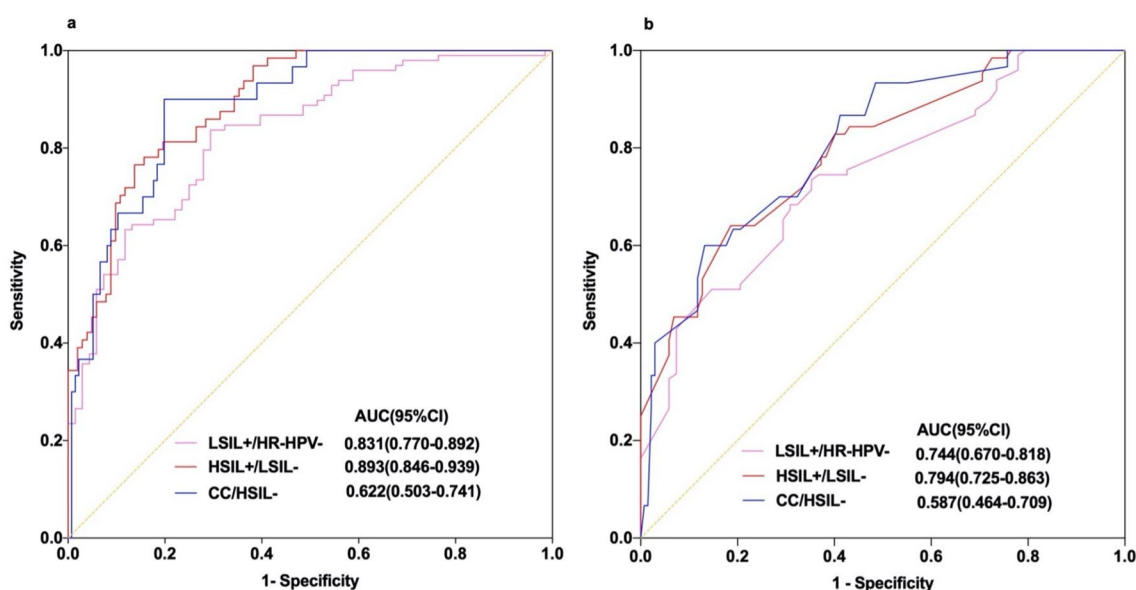 a
1.0
0.8
0.6
0.4
0.2
0.0
Sensitivity
AUC(95%CI)
LSIL+/HR-HPV- 0.831(0.770-0.892)
HSIL+/LSIL- 0.893(0.846-0.939)
CC/HSIL- 0.622(0.503-0.741)
0.0 0.2 0.4 0.6 0.8 1.0
1- Specificity
b
1.0
0.8
0.6
0.4
0.2
0.0
Sensitivity
AUC(95%CI)
LSIL+/HR-HPV- 0.744(0.670-0.818)
HSIL+/LSIL- 0.794(0.725-0.863)
CC/HSIL- 0.587(0.464-0.709)
0.0 0.2 0.4 0.6 0.8 1.0
1 - Specificity